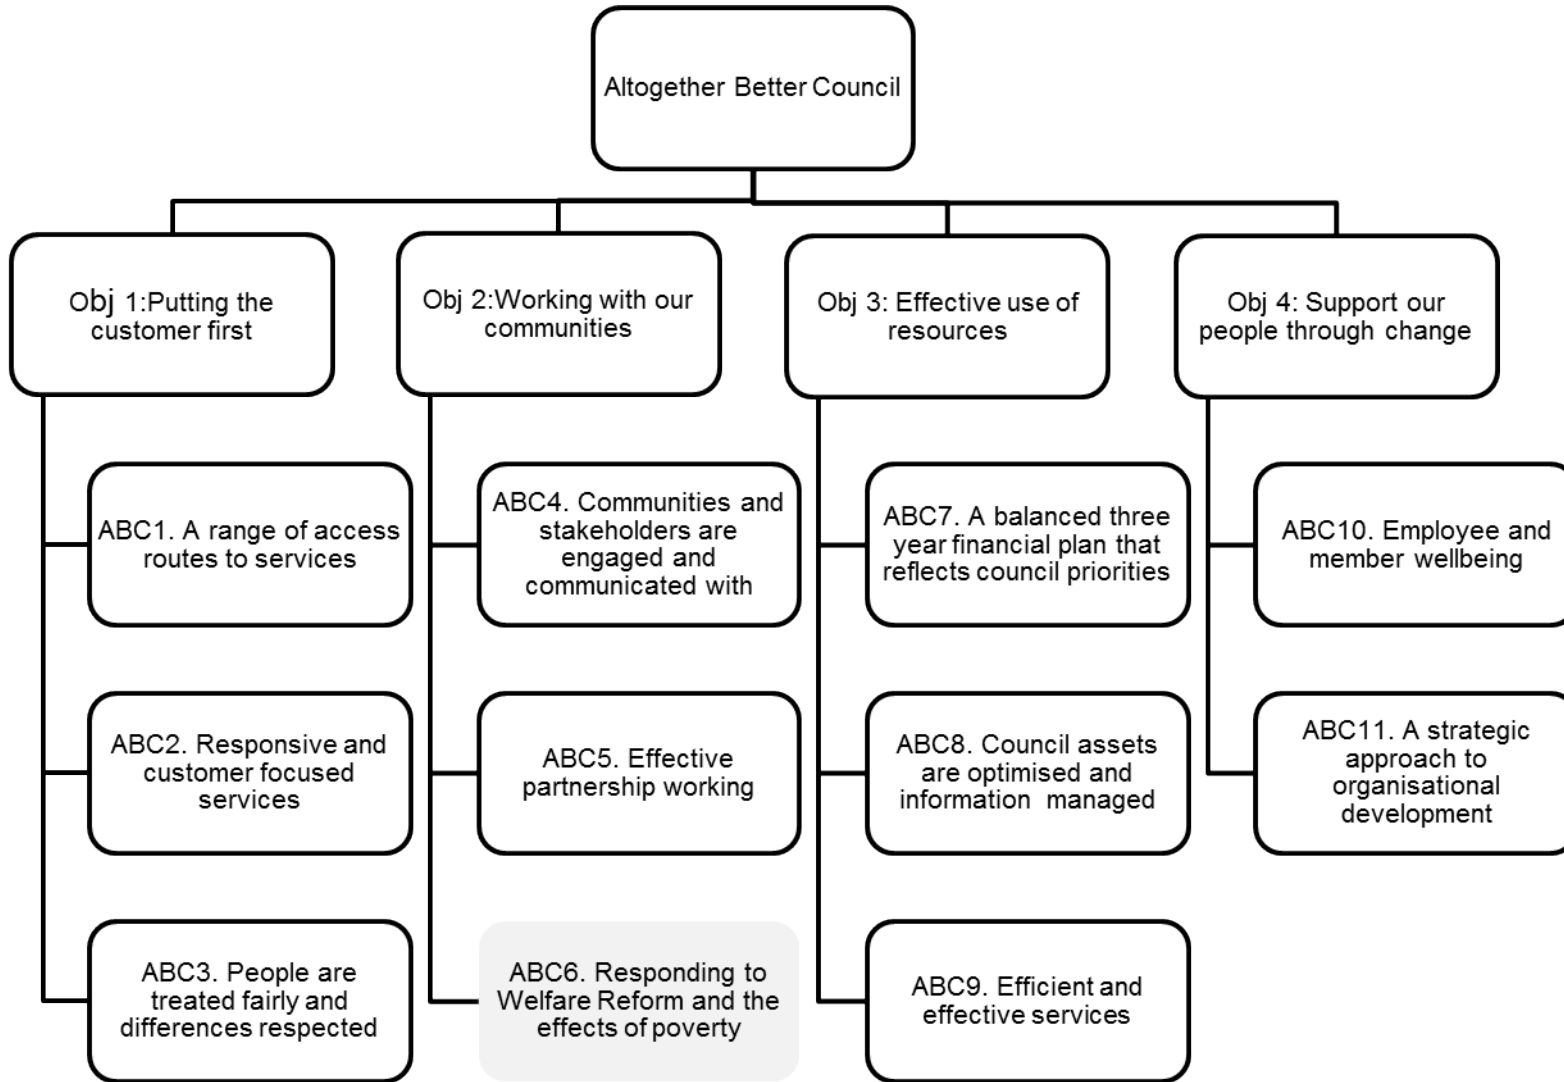 Altogether Better Council
Obj 1:Putting the
customer first
Obj 2:Working with our
communities
Obj 3: Effective use of
resources
Obj 4: Support our
people through change
ABC1. A range of access
routes to services
ABC2. Responsive and
customer focused
services
ABC3. People are
treated fairly and
differences respected
ABC4. Communities and
stakeholders are
engaged and
communicated with
ABC5. Effective
partnership working
ABC6. Responding to
Welfare Reform and the
effects of poverty
ABC7. A balanced three
year financial plan that
reflects council priorities
ABC8. Council assets
are optimised and
information managed
ABC9. Efficient and
effective services
ABC10. Employee and
member wellbeing
ABC11. A strategic
approach to
organisational
development